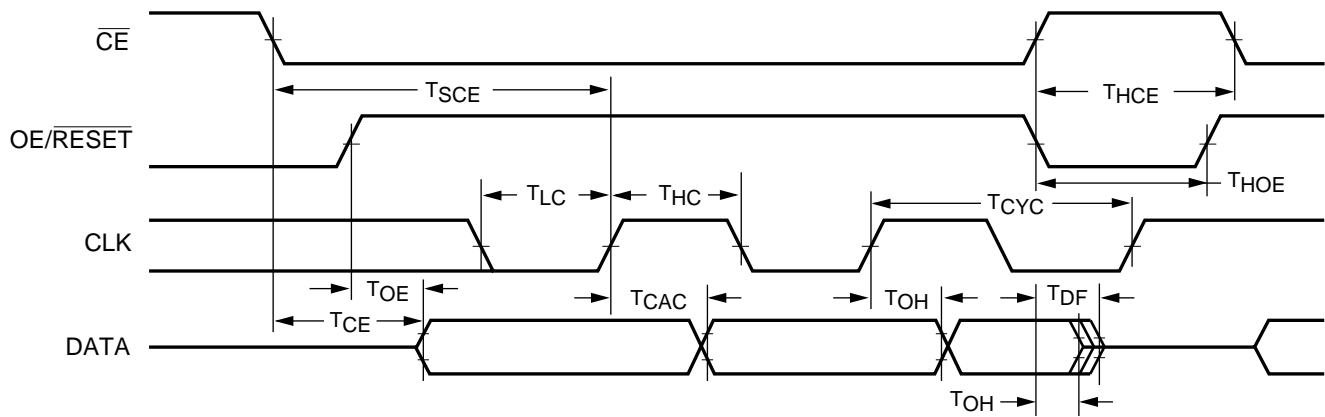 CE
TSCE
THCE
OE/RESET
THOE
TLC
THC
TCYC
CLK
TOE
TCAC
TOH
TDF
TCE
DATA
TOH